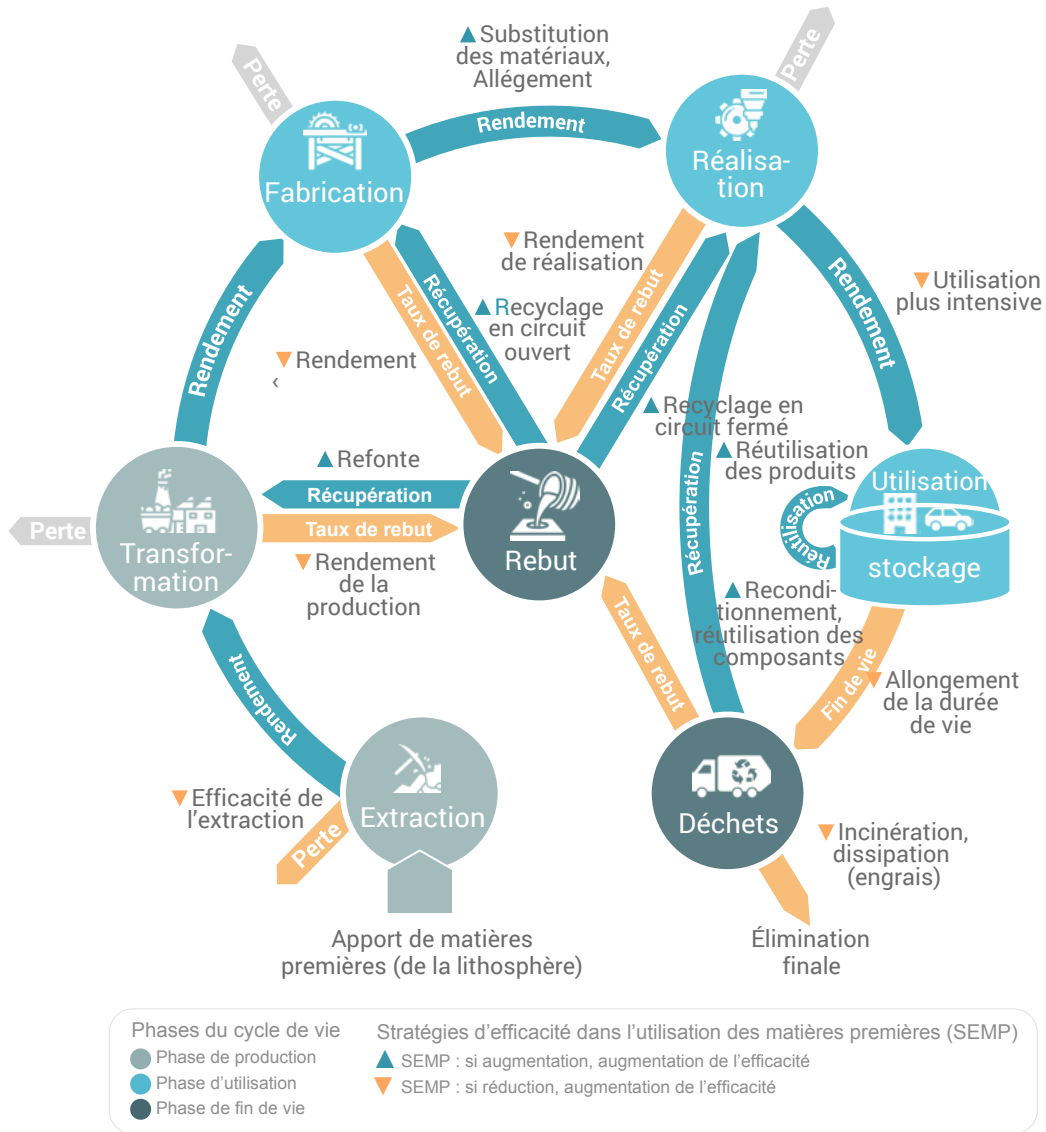 Perte
Perte
▲ Substitution
des matériaux,
Allégement
Rendement
Fabrication
Réalisa-
tion
▼ Rendement
de réalisation
▲ Recyclage
en circuit
ouvert
Récupération
Taux de rebut
Taux de rebut
Récupération
Rendement
▼ Utilisation
plus intensive
Rendement
▼ Rendement
‹
▲ Recyclage en
circuit fermé
▲ Réutilisation
des produits
▲ Refonte
Récupération
Taux de rebut
Perte
Transfor-
mation
Rebut
Récupération
Réutilisation
Utilisation
stockage
▼ Rendement
de la
production
▲ Recondi-
tionnement,
réutilisation des
composants
Taux de rebut
Fin de vie
▼ Allongement
de la durée
de vie
Rendement
▼ Efficacité de
l'extraction
Perte
Extraction
Déchets
▼ Incinération,
dissipation
(engrais)
Apport de matières
premières (de la lithosphère)
Élimination
finale
Phases du cycle de vie
Phase de production
Phase d'utilisation
Phase de fin de vie
Stratégies d'efficacité dans l'utilisation des matières premières (SEMP)
▲ SEMP : si augmentation, augmentation de l'efficacité
▼ SEMP : si réduction, augmentation de l'efficacité